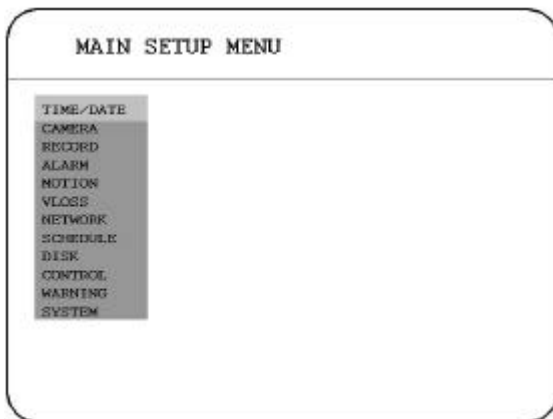 MAIN SETUP MENU
TIME/DATE
CAMERA
RECORD
ALARM
MOTION
VLOSS
NETWORK
SCHEDULE
DISK
CONTROL
WARNING
SYSTEM